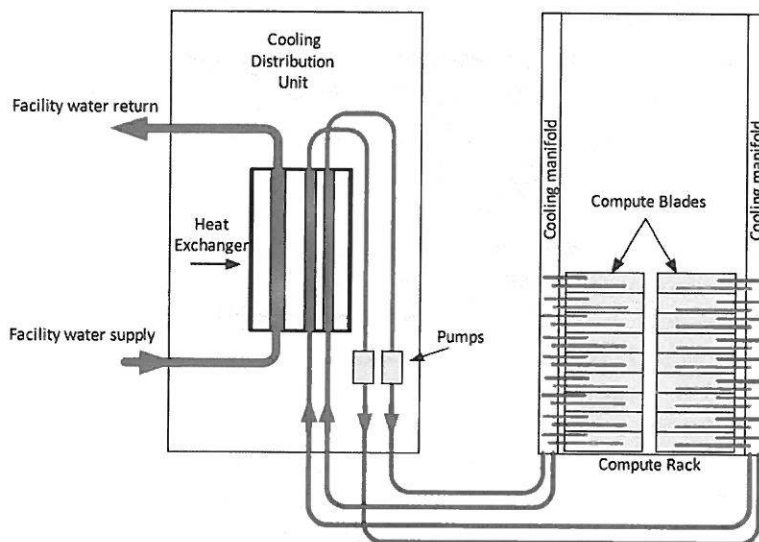 Cooling
Distribution
Unit
Facility water return
Heat
Exchanger
Facility water supply
Pumps
Cooling manifold
Compute Blades
Cooling manifold
Compute Rack